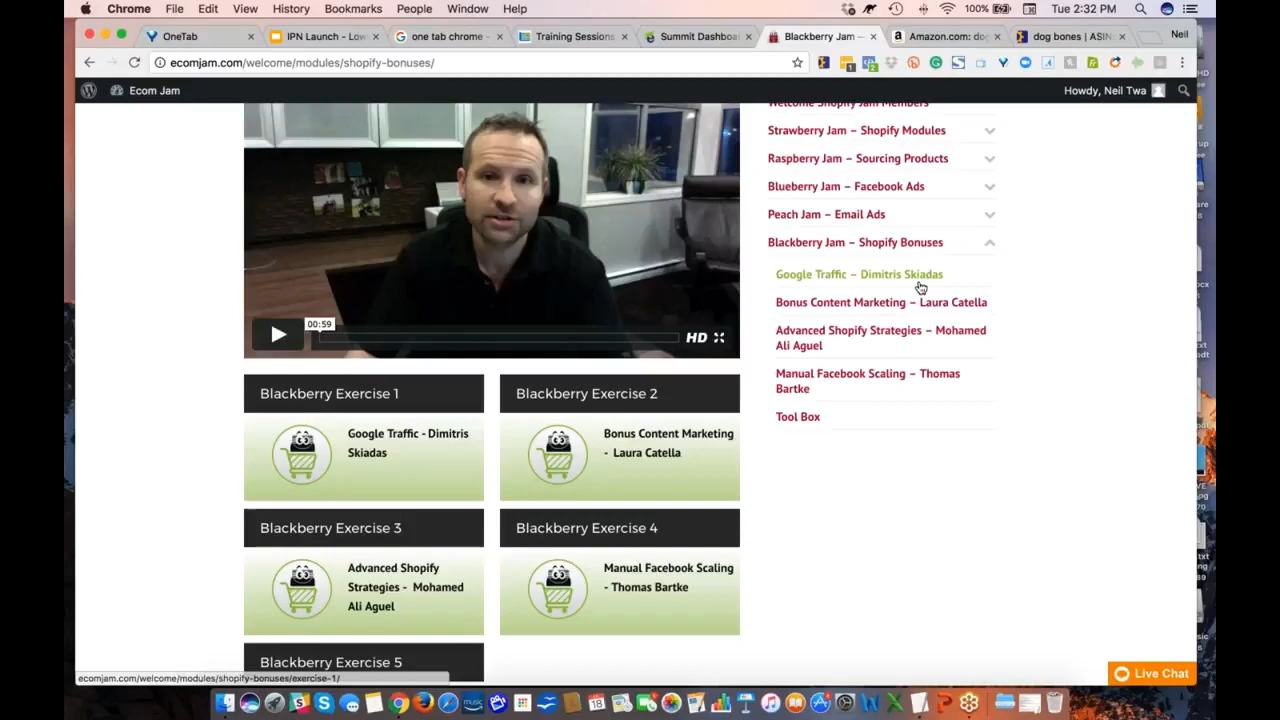 Chrome File Edit View History Bookmarks People Window Help
100% Tue 2:32 PM
OneTab
IPN Launch - Low
one tab chrome -
Training Sessions
Summit Dashboa
Blackberry Jam —
Amazon.com: dog
dog bones | ASIN
Neil
ecomjam.com/welcome/modules/shopify-bonuses/
Ecom Jam
Howdy, Neil Twa
Welcome Shopify Jam Members
Strawberry Jam – Shopify Modules
Raspberry Jam – Sourcing Products
Blueberry Jam – Facebook Ads
Peach Jam – Email Ads
Blackberry Jam – Shopify Bonuses
Google Traffic – Dimitris Skiadas
Bonus Content Marketing – Laura Catella
Advanced Shopify Strategies – Mohamed
Ali Aguel
Manual Facebook Scaling – Thomas
Bartke
Tool Box
00:59
HD
Blackberry Exercise 1
Google Traffic - Dimitris
Skiadas
Blackberry Exercise 2
Bonus Content Marketing
- Laura Catella
Blackberry Exercise 3
Advanced Shopify
Strategies - Mohamed
Ali Aguel
Blackberry Exercise 4
Manual Facebook Scaling
- Thomas Bartke
Blackberry Exercise 5
ecomjam.com/welcome/modules/shopify-bonuses/exercise-1/
Live Chat